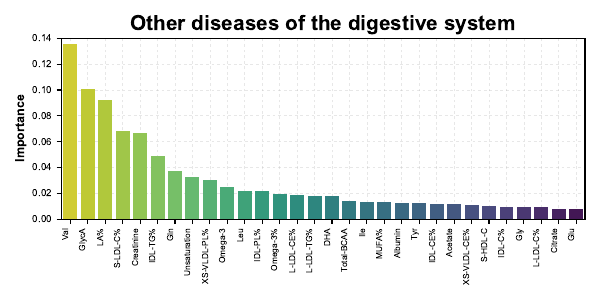 Other diseases of the digestive system
Importance
0.14
0.12
0.10
0.08
0.06
0.04
0.02
0.00
Val
GlycA
LA%
S-LDL-C%
Creatinine
IDL-TG%
Gln
Unsaturation
XS-VLDL-PL%
Omega-3
Leu
IDL-PL%
Omega-3%
L-LDL-CE%
L-LDL-TG%
DHA
Total-BCAA
Ile
MUFA%
Albumin
Tyr
IDL-CE%
Acetate
XS-VLDL-CE%
S-HDL-C
IDL-C%
Gly
L-LDL-C%
Citrate
Glu